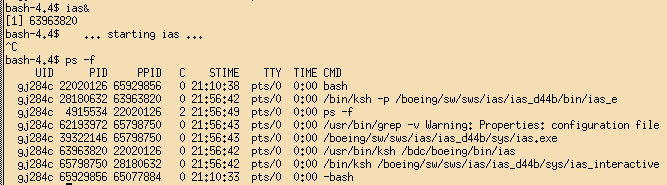 bash-4.4$ ias&
[1] 63963820
bash-4.4$    ... starting ias ...
^C
bash-4.4$ ps -f
     UID      PID     PPID   C    STIME    TTY  TIME CMD
  gj284c 22020126 65929856   0 21:10:38  pts/0  0:00 bash
  gj284c 28180632 63963820   0 21:56:42  pts/0  0:00 /bin/ksh -p /boeing/sw/sws/ias/ias_d44b/bin/ias_e
  gj284c  4915534 22020126   2 21:56:49  pts/0  0:00 ps -f
  gj284c 62193972 65798750   0 21:56:43  pts/0  0:00 /usr/bin/grep -v Warning: Properties: configuration file
  gj284c 39322146 65798750   0 21:56:43  pts/0  0:00 /boeing/sw/sws/ias/ias_d44b/sys/ias.exe
  gj284c 63963820 22020126   0 21:56:42  pts/0  0:00 /usr/bin/ksh /bdc/boeing/bin/ias
  gj284c 65798750 28180632   0 21:56:42  pts/0  0:00 /bin/ksh /boeing/sw/sws/ias/ias_d44b/sys/ias_interactive
  gj284c 65929856 65077884   0 21:10:33  pts/0  0:00 -bash